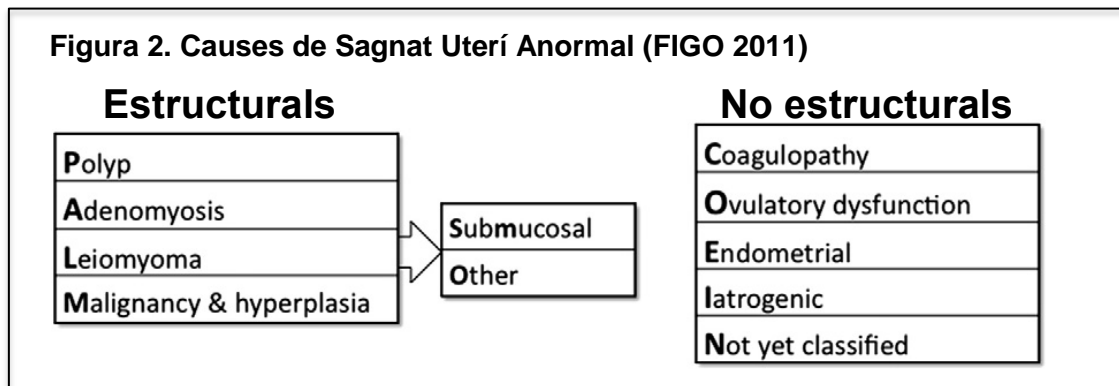 Figura 2. Causes de Sagnat Uterí Anormal (FIGO 2011)
Estructurals
Polyp
Adenomyosis
Leiomyoma
Malignancy & hyperplasia
Submucosal
Other
No estructurals
Coagulopathy
Ovulatory dysfunction
Endometrial
Iatrogenic
Not yet classified